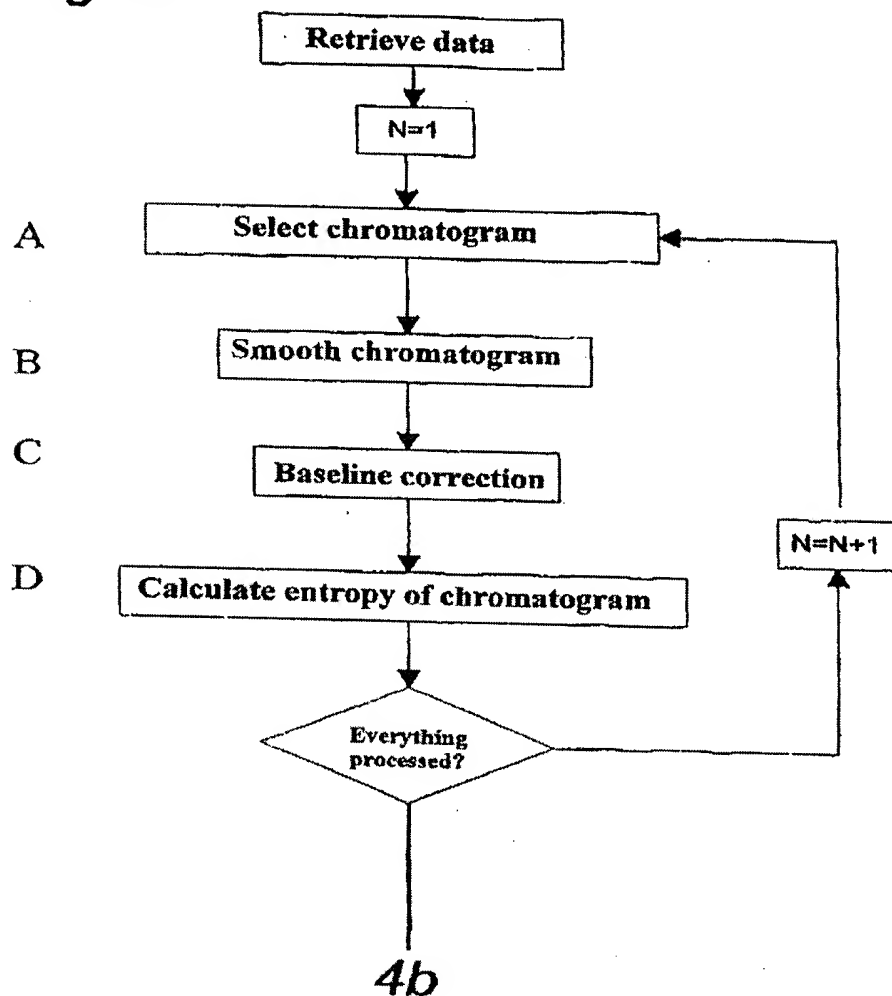 Retrieve data
N=1
A
Select chromatogram
B
Smooth chromatogram
C
Baseline correction
N=N+1
D
Calculate entropy of chromatogram
Everything
processed?
4b